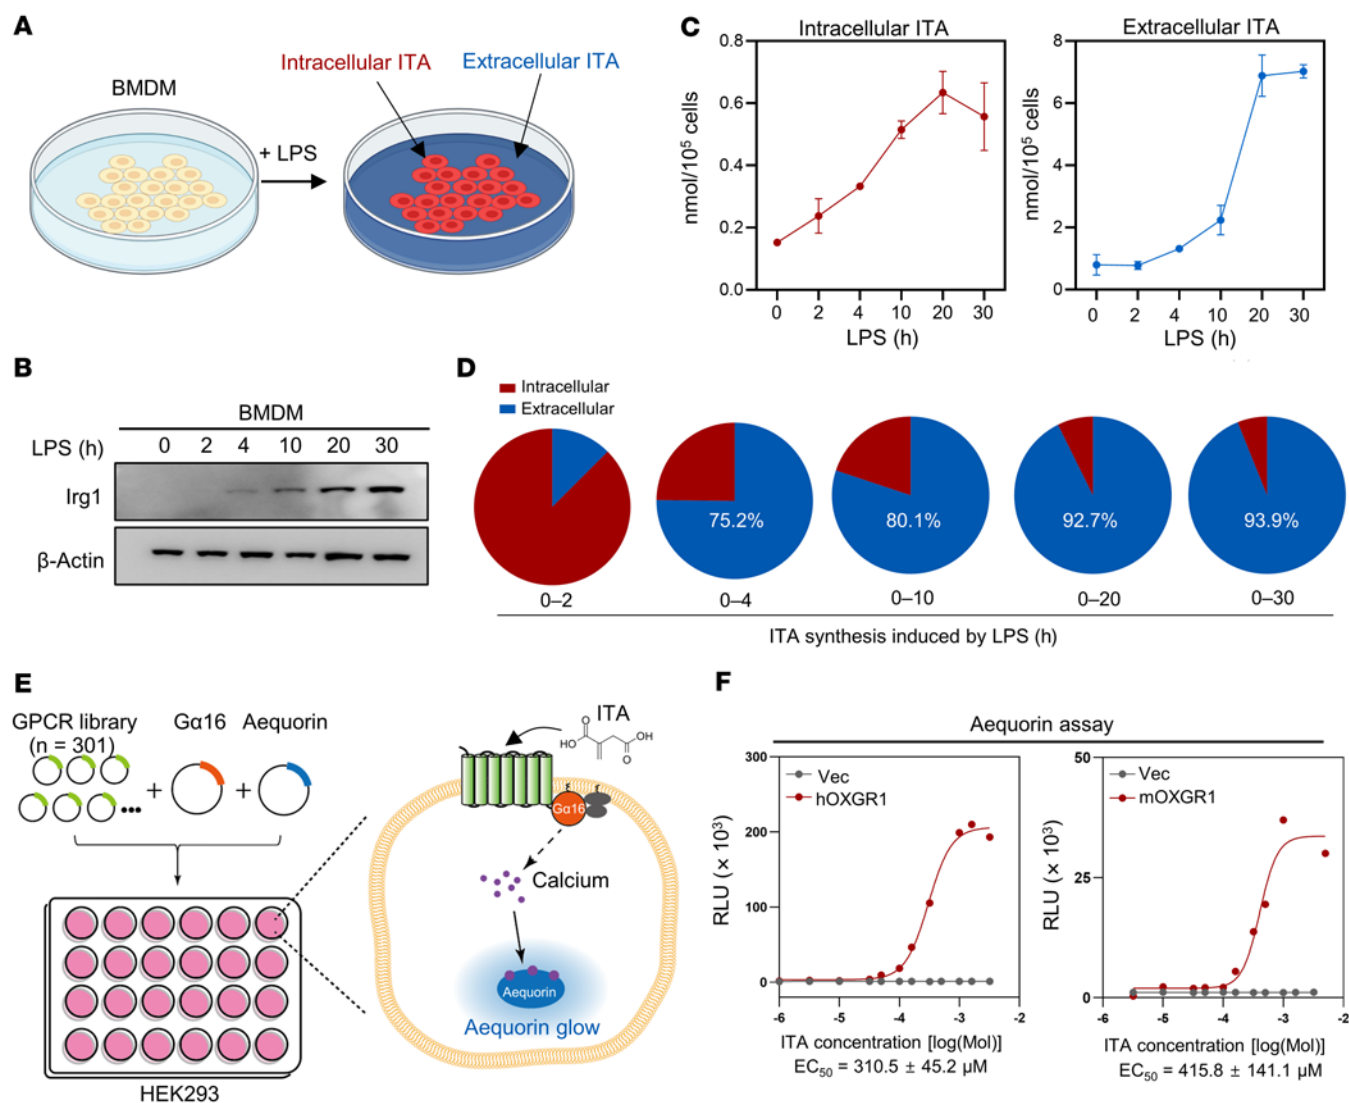 A
Intracellular ITA
Extracellular ITA
BMDM
+ LPS
B
BMDM
LPS (h) 0 2 4 10 20 30
Irg1
β-Actin
C
Intracellular ITA
nmol/10⁵ cells
0.8
0.6
0.4
0.2
0.0
0 2 4 10 20 30
LPS (h)
Extracellular ITA
nmol/10⁵ cells
8
6
4
2
0
0 2 4 10 20 30
LPS (h)
D
Intracellular
Extracellular
75.2%
80.1%
92.7%
93.9%
0–2 0–4 0–10 0–20 0–30
ITA synthesis induced by LPS (h)
E
GPCR library
(n = 301)
Gα16
Aequorin
+ +
HEK293
ITA
HO
O
O
OH
Gα16
Calcium
Aequorin
Aequorin glow
F
Aequorin assay
RLU (× 10³)
300
200
100
0
Vec
hOXGR1
-6 -5 -4 -3 -2
ITA concentration [log(Mol)]
EC₅₀ = 310.5 ± 45.2 µM
RLU (× 10³)
50
25
0
Vec
mOXGR1
-6 -5 -4 -3 -2
ITA concentration [log(Mol)]
EC₅₀ = 415.8 ± 141.1 µM